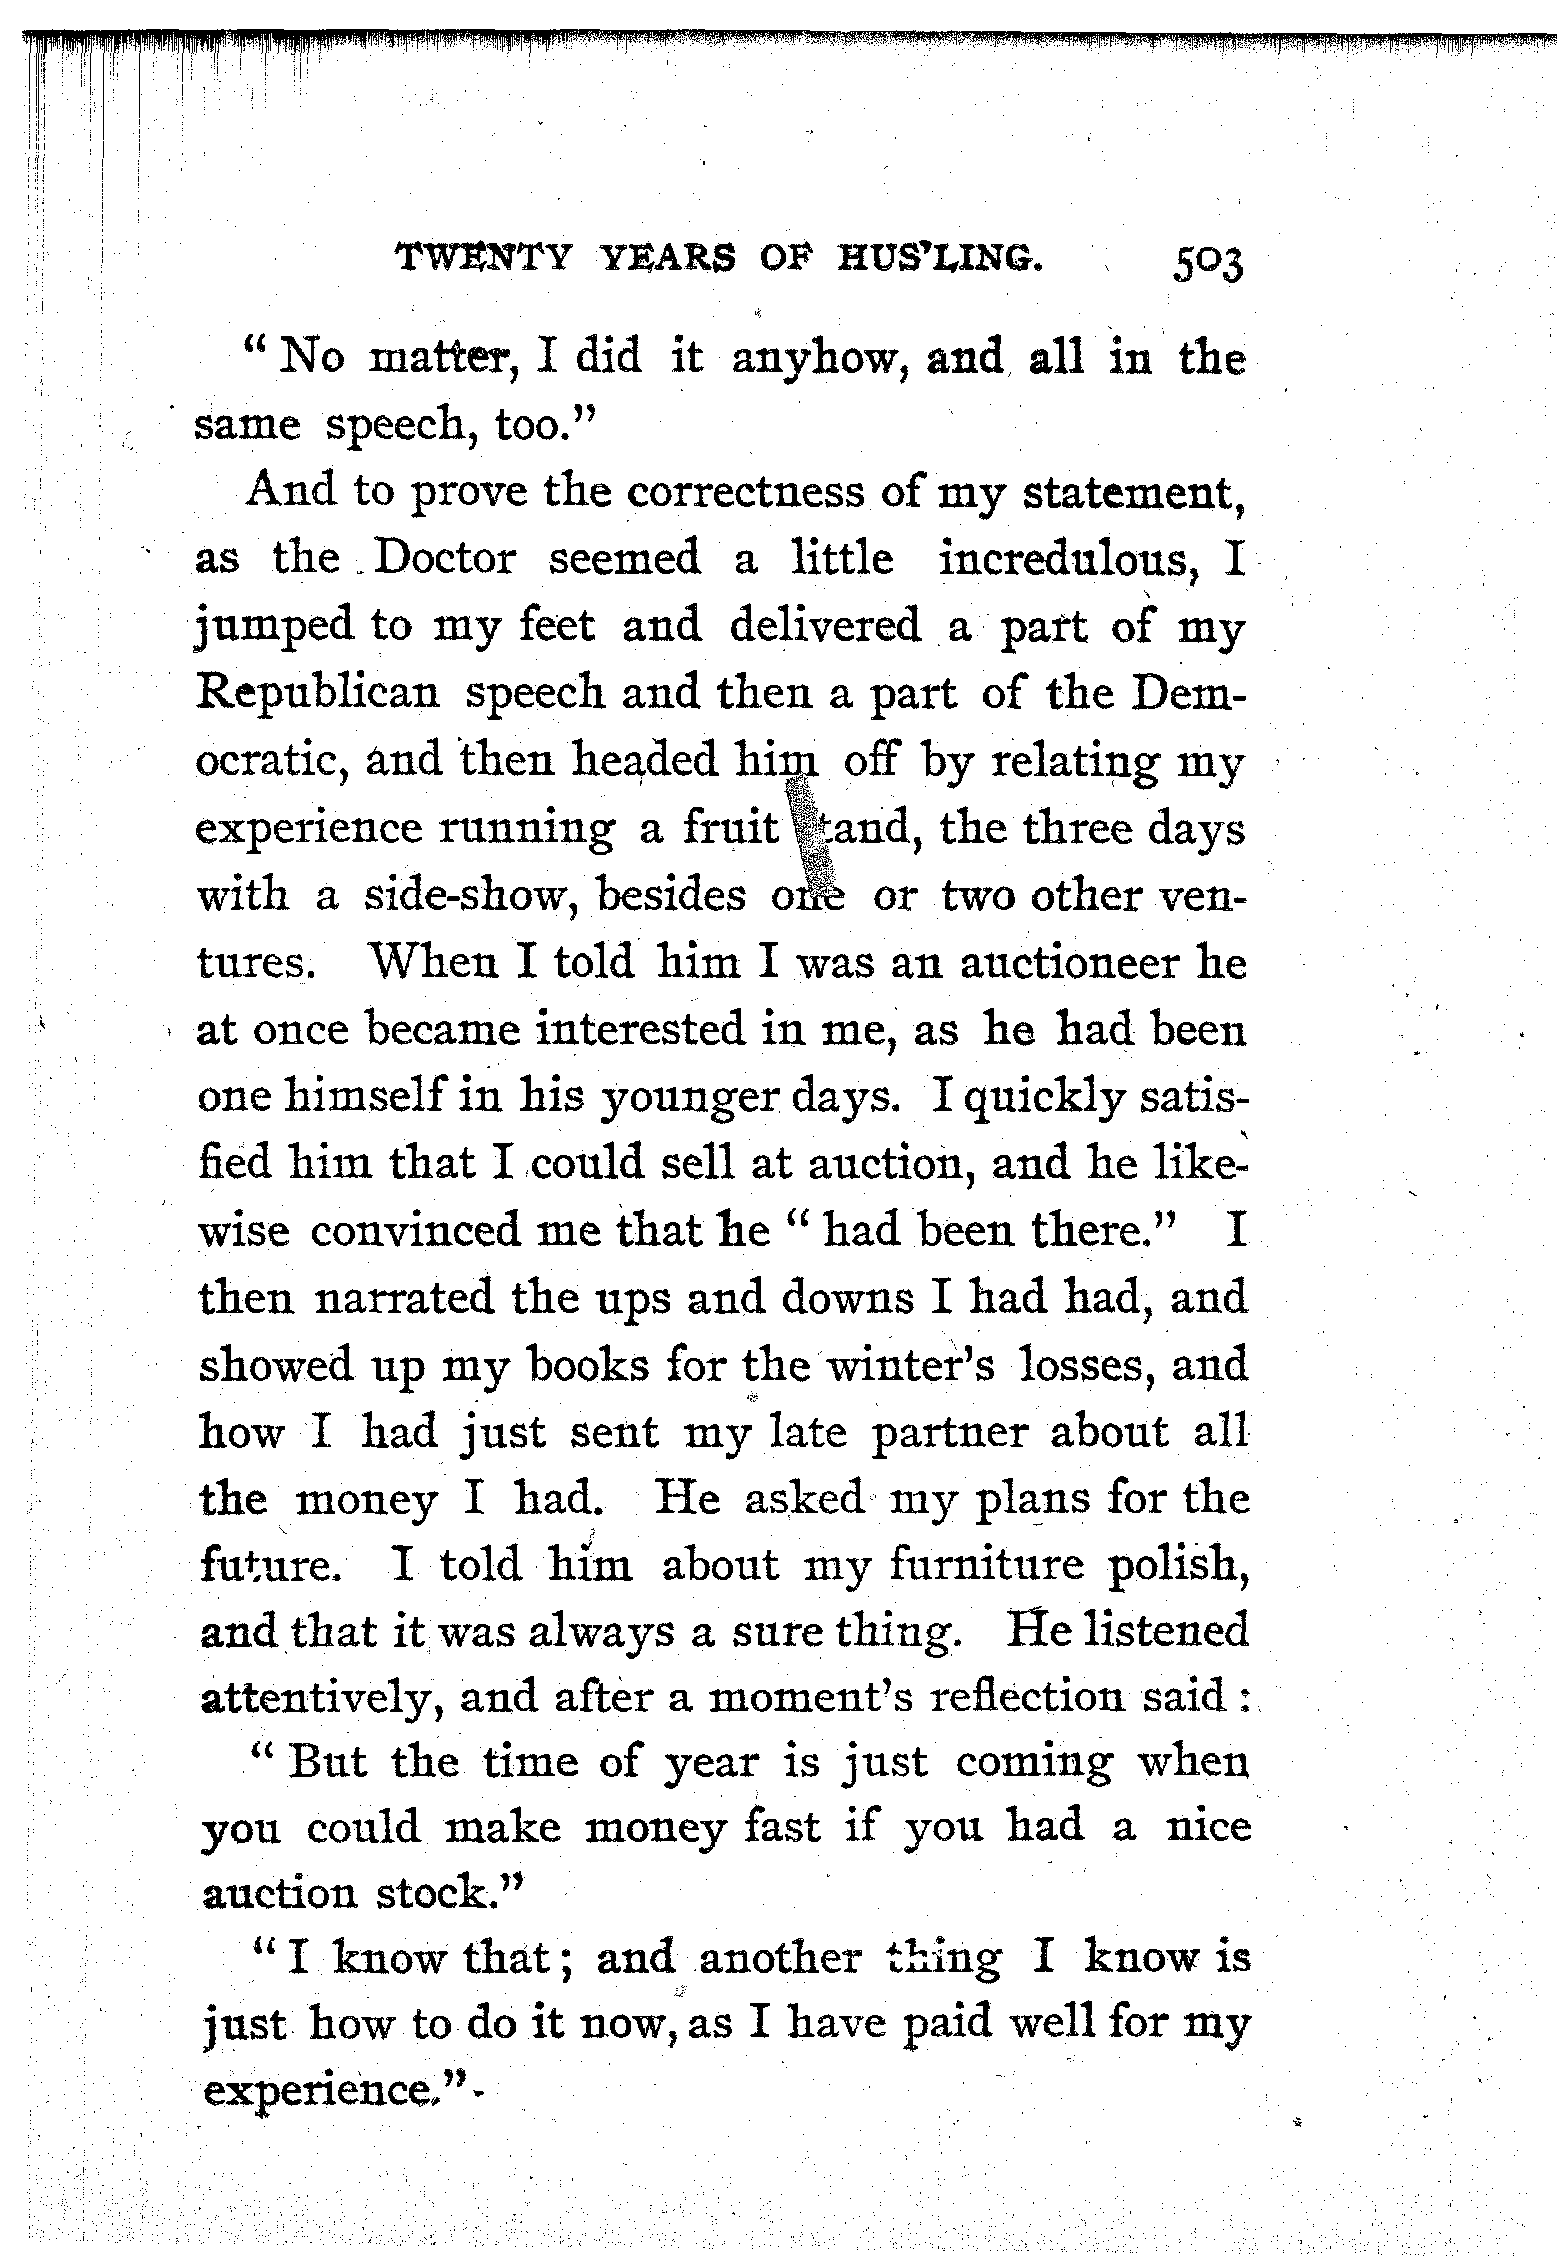 TWENTY YEARS OF HUS'LING. 503
“ No matter, I did it anyhow, and all in the
same speech, too.”
And to prove the correctness of my statement,
as the Doctor seemed a little incredulous, I
jumped to my feet and delivered a part of my
Republican speech and then a part of the Dem-
ocratic, and then headed him off by relating my
experience running a fruit stand, the three days
with a side-show, besides one or two other ven-
tures. When I told him I was an auctioneer he
at once became interested in me, as he had been
one himself in his younger days. I quickly satis-
fied him that I could sell at auction, and he like-
wise convinced me that he “ had been there.” I
then narrated the ups and downs I had had, and
showed up my books for the winter's losses, and
how I had just sent my late partner about all
the money I had. He asked my plans for the
future. I told him about my furniture polish,
and that it was always a sure thing. He listened
attentively, and after a moment's reflection said :
“ But the time of year is just coming when
you could make money fast if you had a nice
auction stock.”
“ I know that ; and another thing I know is
just how to do it now, as I have paid well for my
experience.”